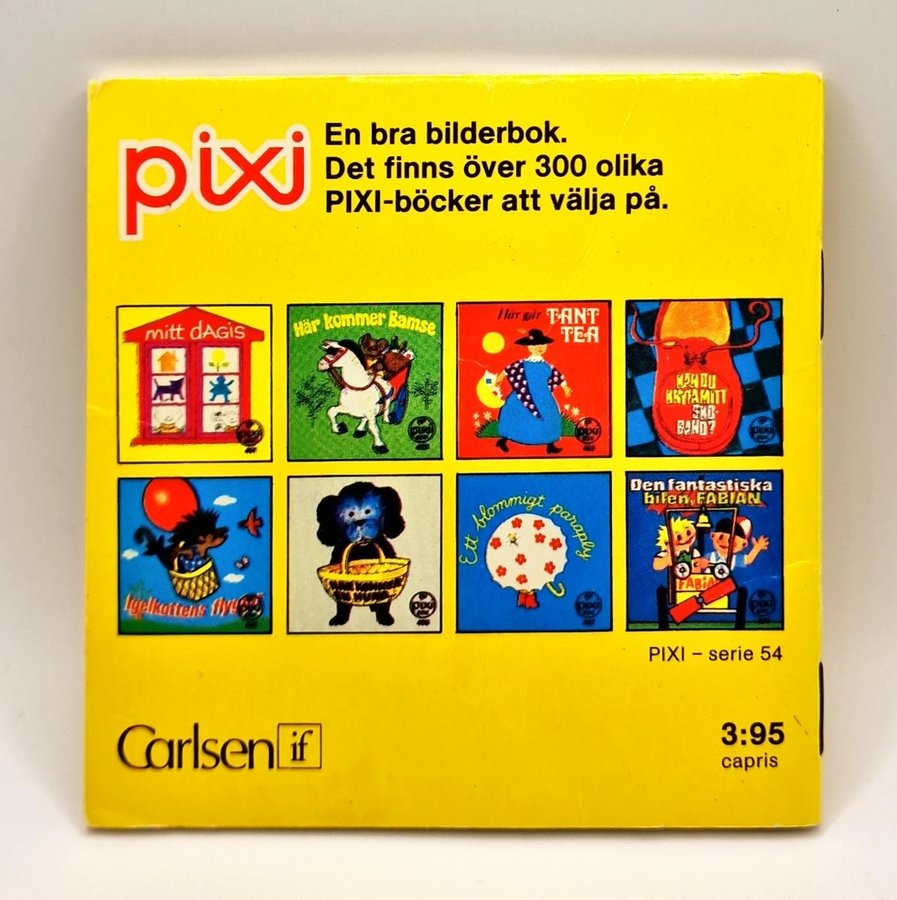 pixi
En bra bilderbok.
Det finns över 300 olika
PIXI-böcker att välja på.
mitt dAGiS
Här kommer Bamse
Här går TANT
TEA
KAN DU
KNYTA MITT
SKO-
BAND?
Igelkottens
Ett blommigt paraply
Den fantastiska
bilen, FABIAN
FABIAN
PIXI – serie 54
Carlsen if
3:95
capris